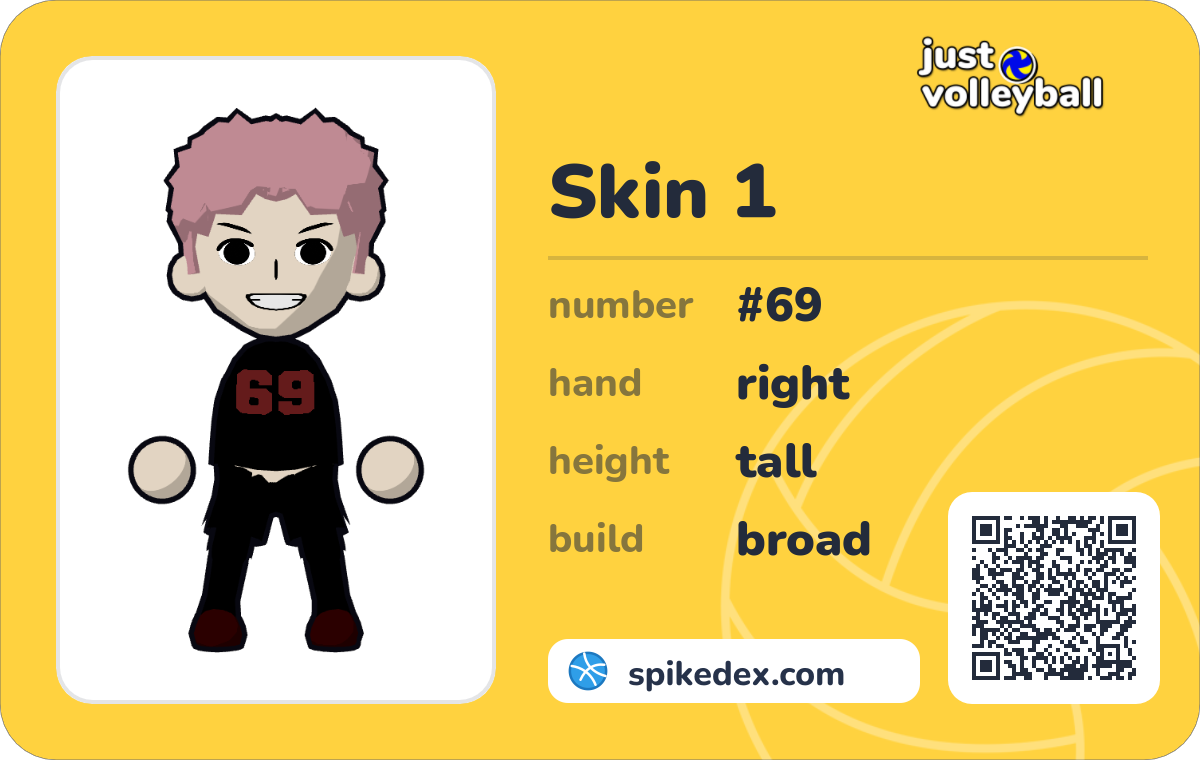 just
volleyball
Skin 1
number #69
hand right
height tall
build broad
69
spikedex.com